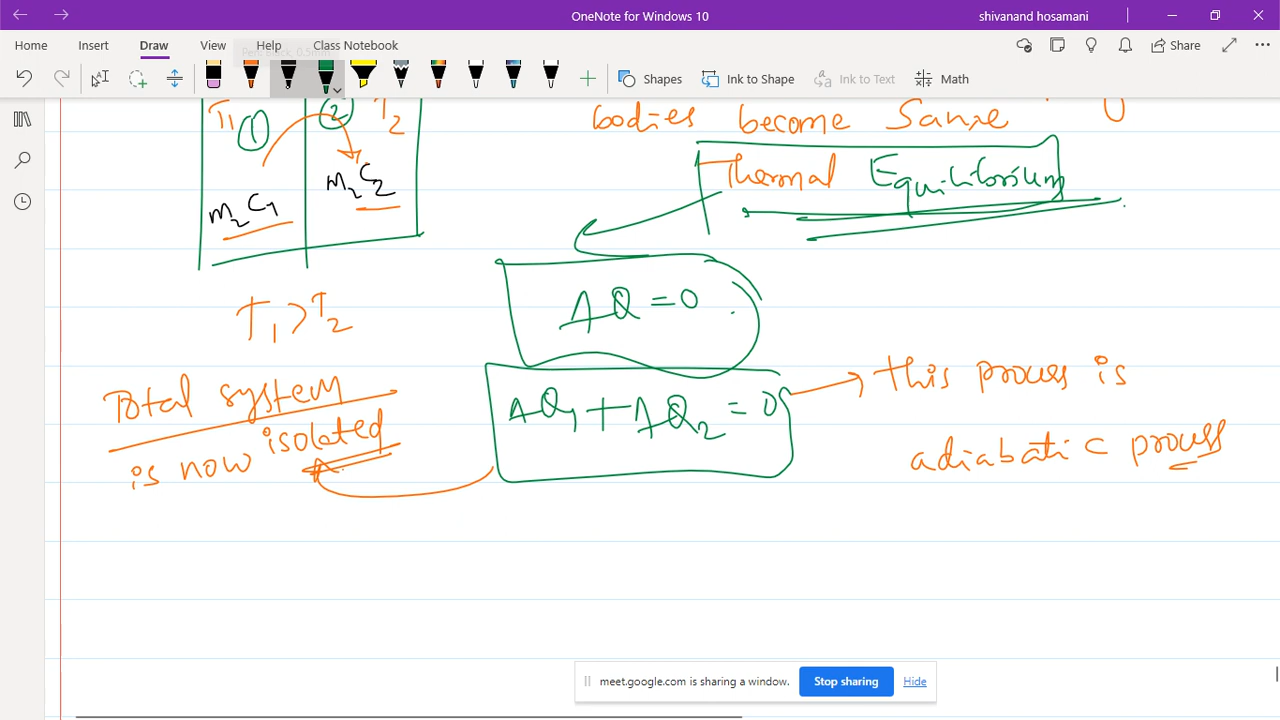 OneNote for Windows 10
shivanand hosamani
Home Insert Draw View Help Class Notebook
Share
Shapes Ink to Shape Ink to Text Math
T1 ① ② T2
bodies become Same
Thermal Equilibrium
m2C1 m2C2
ΔQ = 0
T1 > T2
Total system
is now isolated
ΔQ1 + ΔQ2 = 0
this process is
adiabatic process
meet.google.com is sharing a window. Stop sharing Hide